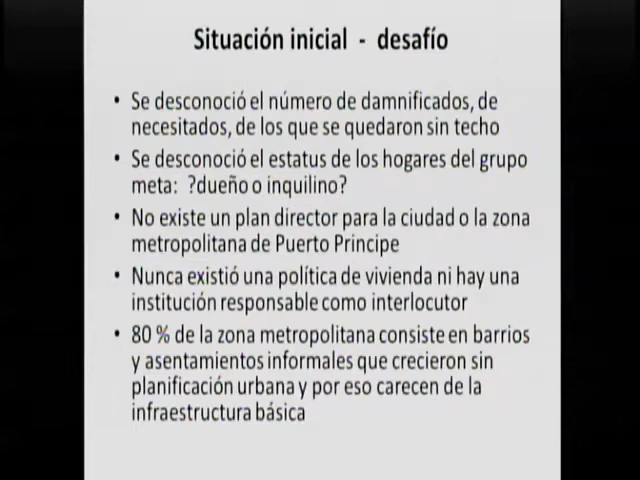 Situación inicial - desafío
• Se desconoció el número de damnificados, de
necesitados, de los que se quedaron sin techo
• Se desconoció el estatus de los hogares del grupo
meta: ?dueño o inquilino?
• No existe un plan director para la ciudad o la zona
metropolitana de Puerto Principe
• Nunca existió una política de vivienda ni hay una
institución responsable como interlocutor
• 80 % de la zona metropolitana consiste en barrios
y asentamientos informales que crecieron sin
planificación urbana y por eso carecen de la
infraestructura básica